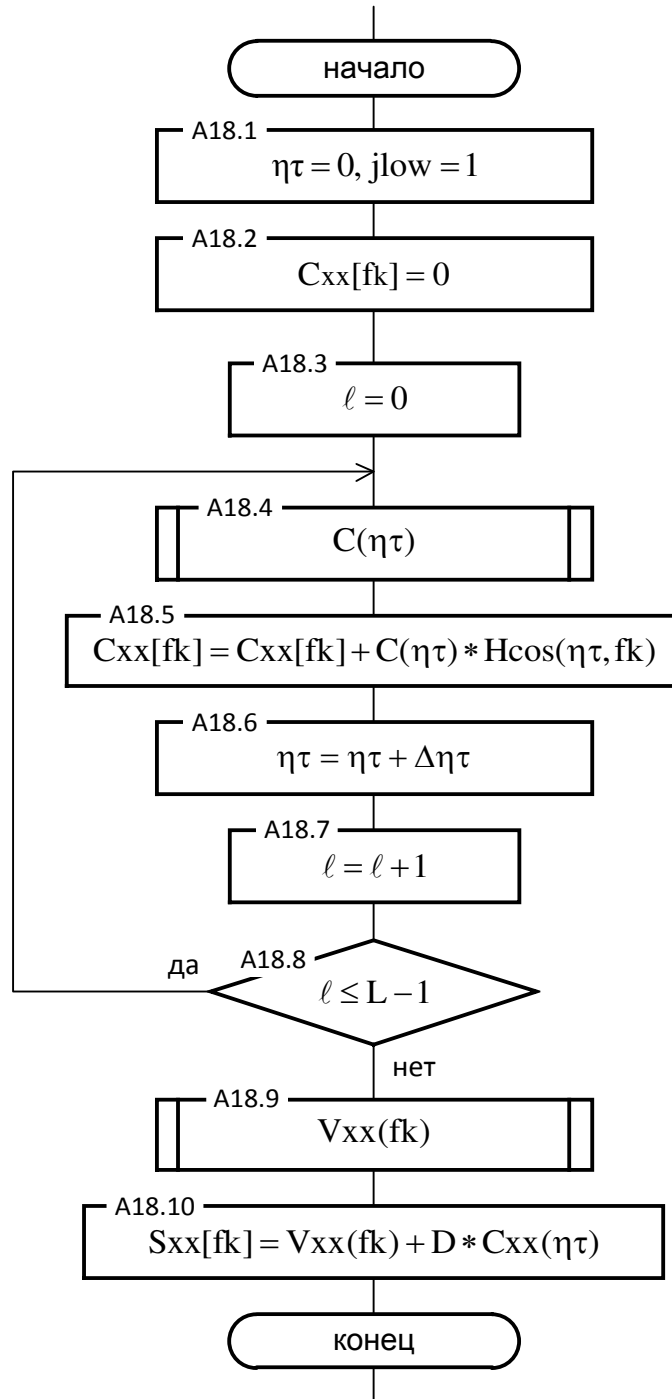 начало
A18.1
ητ = 0, jlow = 1
A18.2
Cxx[fk] = 0
A18.3
ℓ = 0
A18.4
C(ητ)
A18.5
Cxx[fk] = Cxx[fk] + C(ητ) * Hcos(ητ, fk)
A18.6
ητ = ητ + Δητ
A18.7
ℓ = ℓ + 1
да
A18.8
ℓ ≤ L − 1
нет
A18.9
Vxx(fk)
A18.10
Sxx[fk] = Vxx(fk) + D * Cxx(ητ)
конец